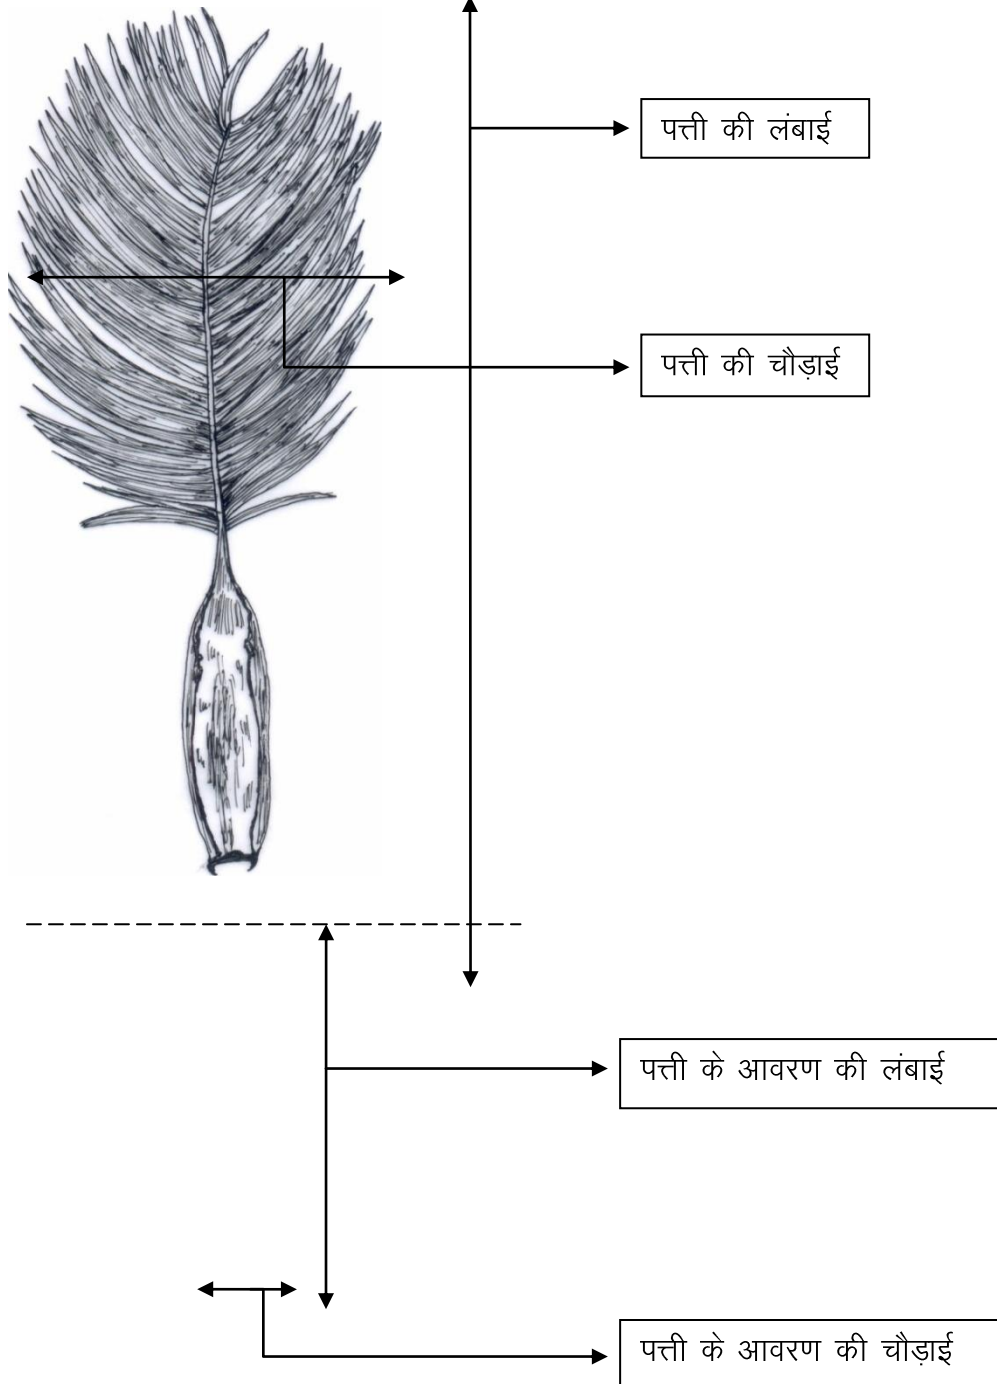 पत्ती की लंबाई
पत्ती की चौड़ाई
पत्ती के आवरण की लंबाई
पत्ती के आवरण की चौड़ाई